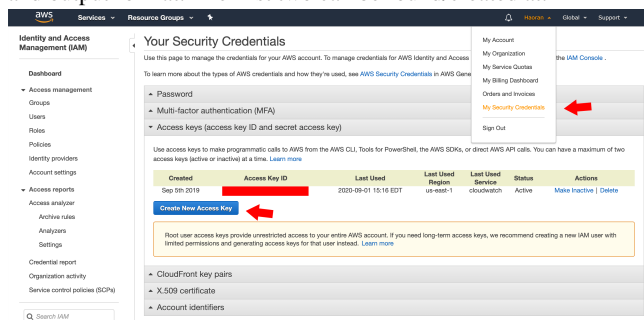 aws
Services
Resource Groups
Haoran
Global
Support
Identity and Access
Management (IAM)
Dashboard
Access management
Groups
Users
Roles
Policies
Identity providers
Account settings
Access reports
Access analyzer
Archive rules
Analyzers
Settings
Credential report
Organization activity
Service control policies (SCPs)
Search IAM
Your Security Credentials
Use this page to manage the credentials for your AWS account. To manage credentials for AWS Identity and Access
the IAM Console .
To learn more about the types of AWS credentials and how they're used, see AWS Security Credentials in AWS Gene
My Account
My Organization
My Service Quotas
My Billing Dashboard
Orders and Invoices
My Security Credentials
Sign Out
Password
Multi-factor authentication (MFA)
Access keys (access key ID and secret access key)
Use access keys to make programmatic calls to AWS from the AWS CLI, Tools for PowerShell, the AWS SDKs, or direct AWS API calls. You can have a maximum of two
access keys (active or inactive) at a time. Learn more
Created Access Key ID Last Used Last Used Region Last Used Service Status Actions
Sep 5th 2019 2020-09-01 15:16 EDT us-east-1 cloudwatch Active Make Inactive | Delete
Create New Access Key
Root user access keys provide unrestricted access to your entire AWS account. If you need long-term access keys, we recommend creating a new IAM user with
limited permissions and generating access keys for that user instead. Learn more
CloudFront key pairs
X.509 certificate
Account identifiers